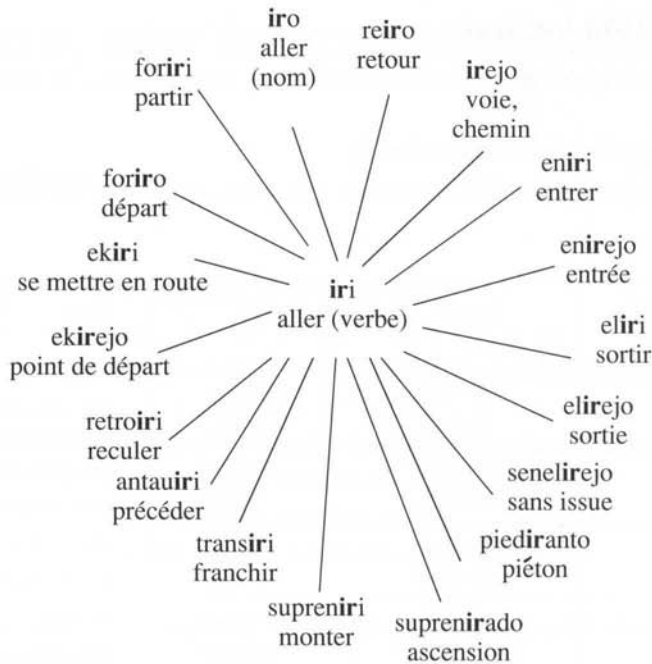 iro
aller
(nom)
reiro
retour
irejo
voie,
chemin
eniri
entrer
enirejo
entrée
eliri
sortir
elirejo
sortie
senelirejo
sans issue
piediranto
piéton
suprenirado
ascension
supreniri
monter
transiri
franchir
antauiri
précéder
retroiri
reculer
ekirejo
point de départ
ekiri
se mettre en route
foriro
départ
foriri
partir
iri
aller (verbe)